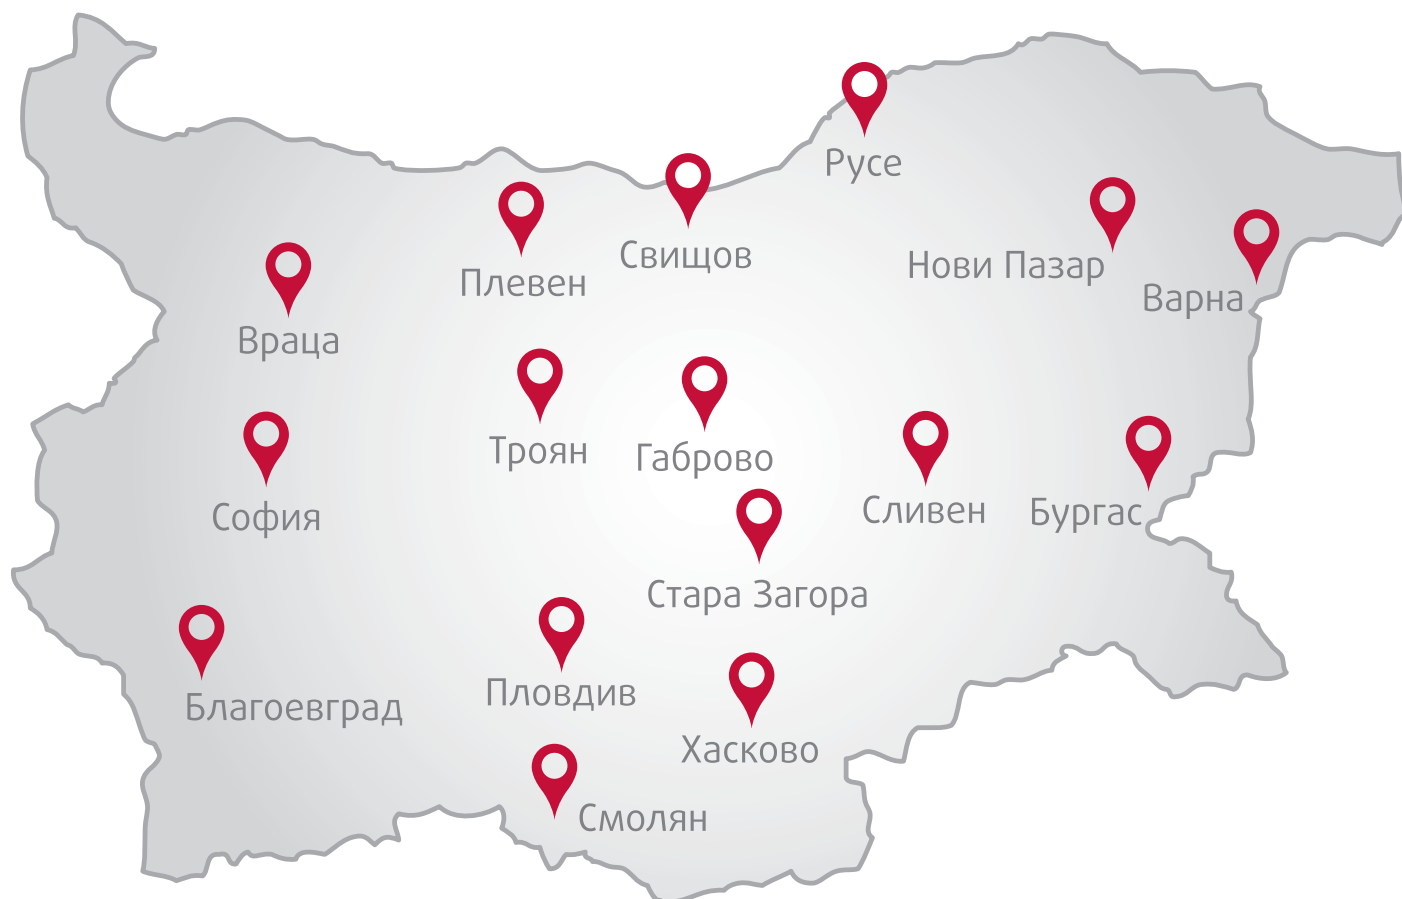 Русе
Свищов
Плевен
Нови Пазар
Варна
Враца
Троян
Габрово
Сливен
Бургас
София
Стара Загора
Благоевград
Пловдив
Хасково
Смолян